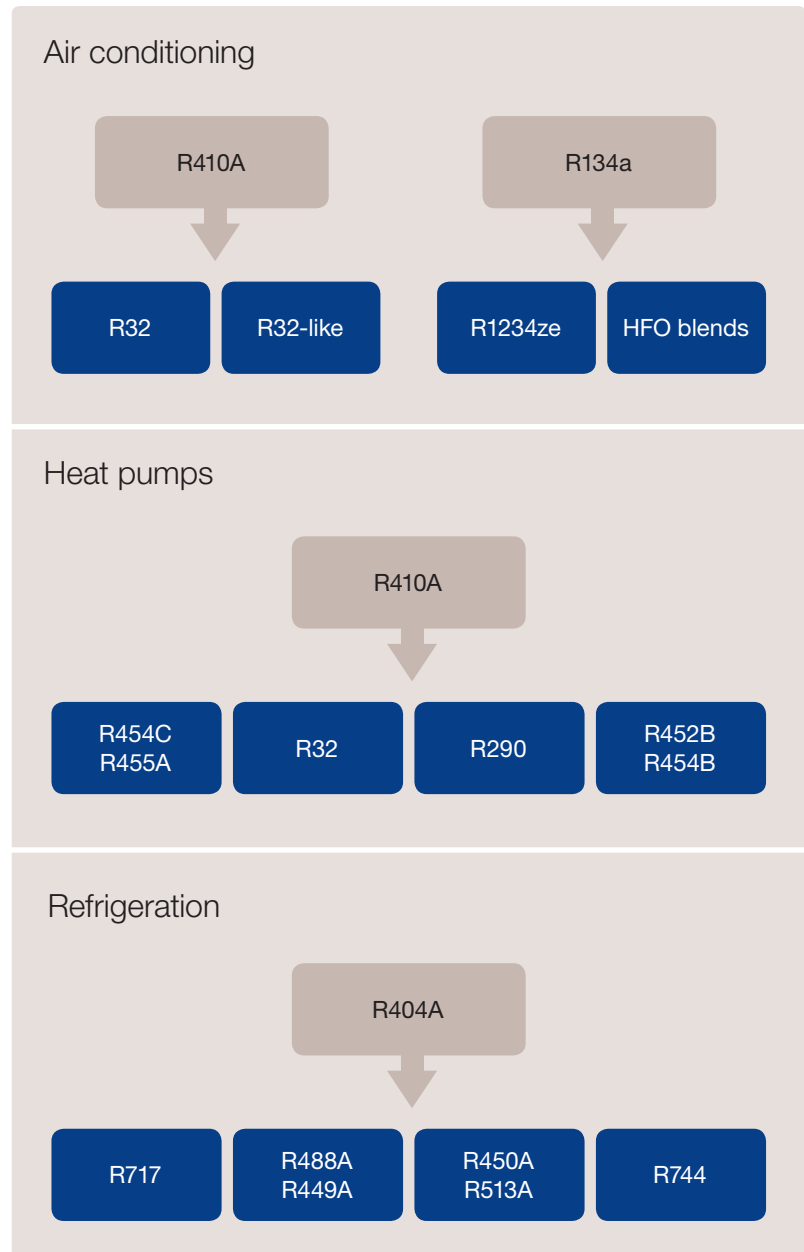 Air conditioning
R410A
R134a
R32
R32-like
R1234ze
HFO blends
Heat pumps
R410A
R454C
R455A
R32
R290
R452B
R454B
Refrigeration
R404A
R717
R488A
R449A
R450A
R513A
R744